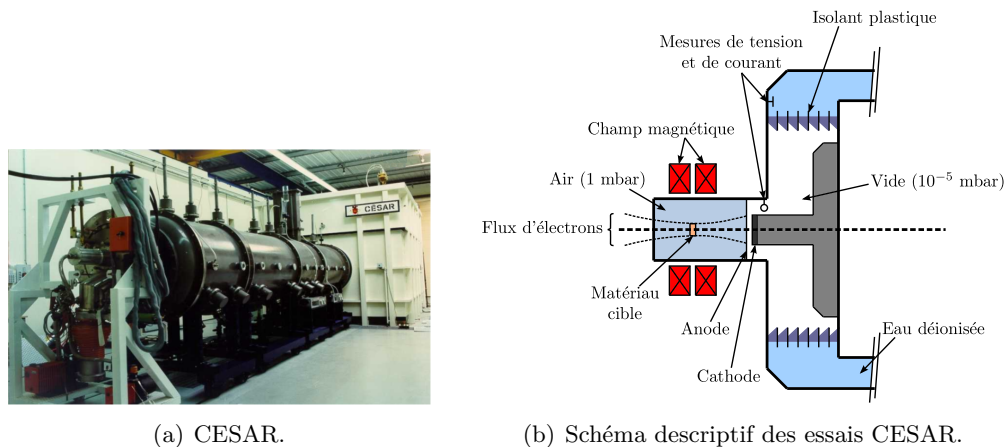 CESAR
Isolant plastique
Mesures de tension
et de courant
Champ magnétique
Air (1 mbar)
Vide (10⁻⁵ mbar)
Flux d'électrons
Matériau
cible
Anode
Eau déionisée
Cathode
(a) CESAR.
(b) Schéma descriptif des essais CESAR.